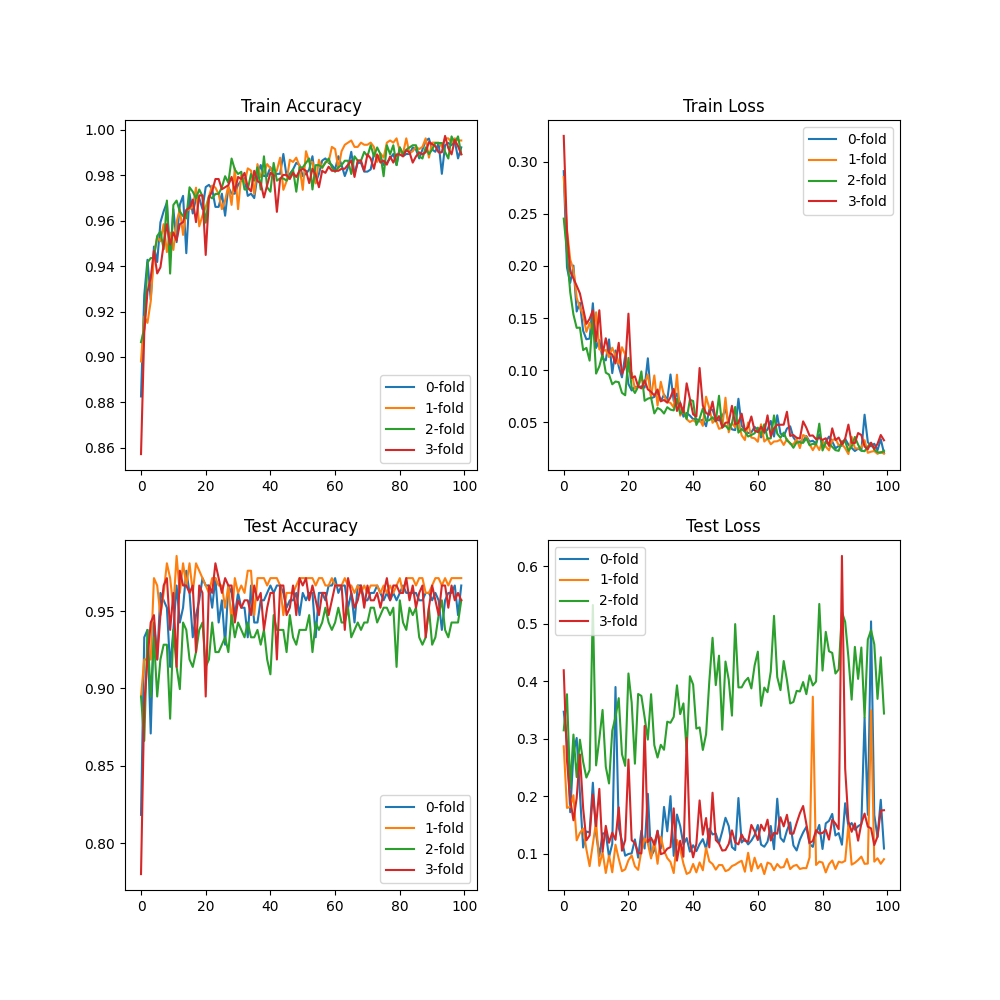 Train Accuracy
1.00
0.98
0.96
0.94
0.92
0.90
0.88
0.86
0 20 40 60 80 100
0-fold
1-fold
2-fold
3-fold
Train Loss
0.30
0.25
0.20
0.15
0.10
0.05
0 20 40 60 80 100
0-fold
1-fold
2-fold
3-fold
Test Accuracy
0.95
0.90
0.85
0.80
0 20 40 60 80 100
0-fold
1-fold
2-fold
3-fold
Test Loss
0.6
0.5
0.4
0.3
0.2
0.1
0 20 40 60 80 100
0-fold
1-fold
2-fold
3-fold